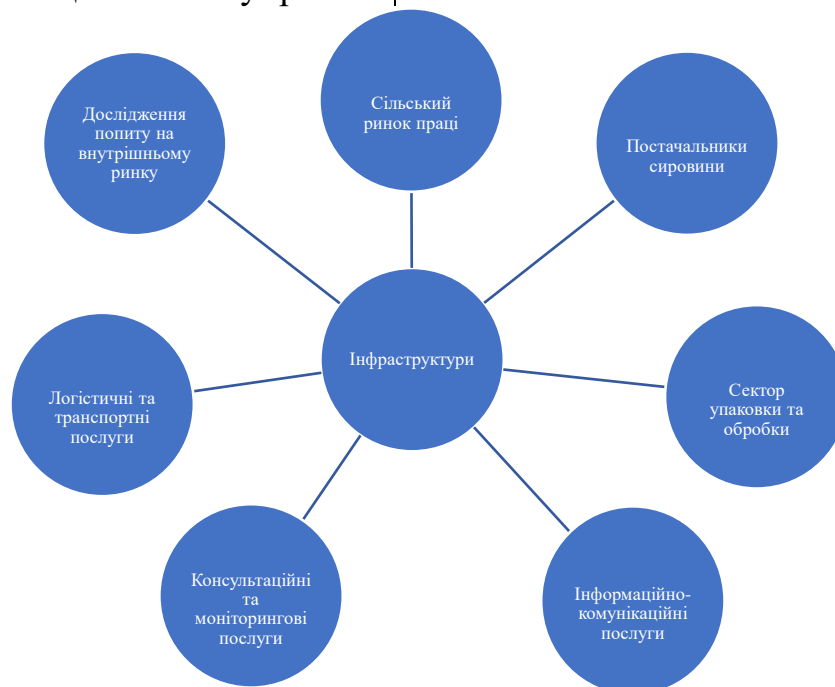 Сільський
ринок праці
Постачальники
сировини
Сектор
упаковки та
обробки
Інформаційно-
комунікаційні
послуги
Консультаційні
та
моніторингові
послуги
Логістичні та
транспортні
послуги
Дослідження
попиту на
внутрішньому
ринку
Інфраструктури